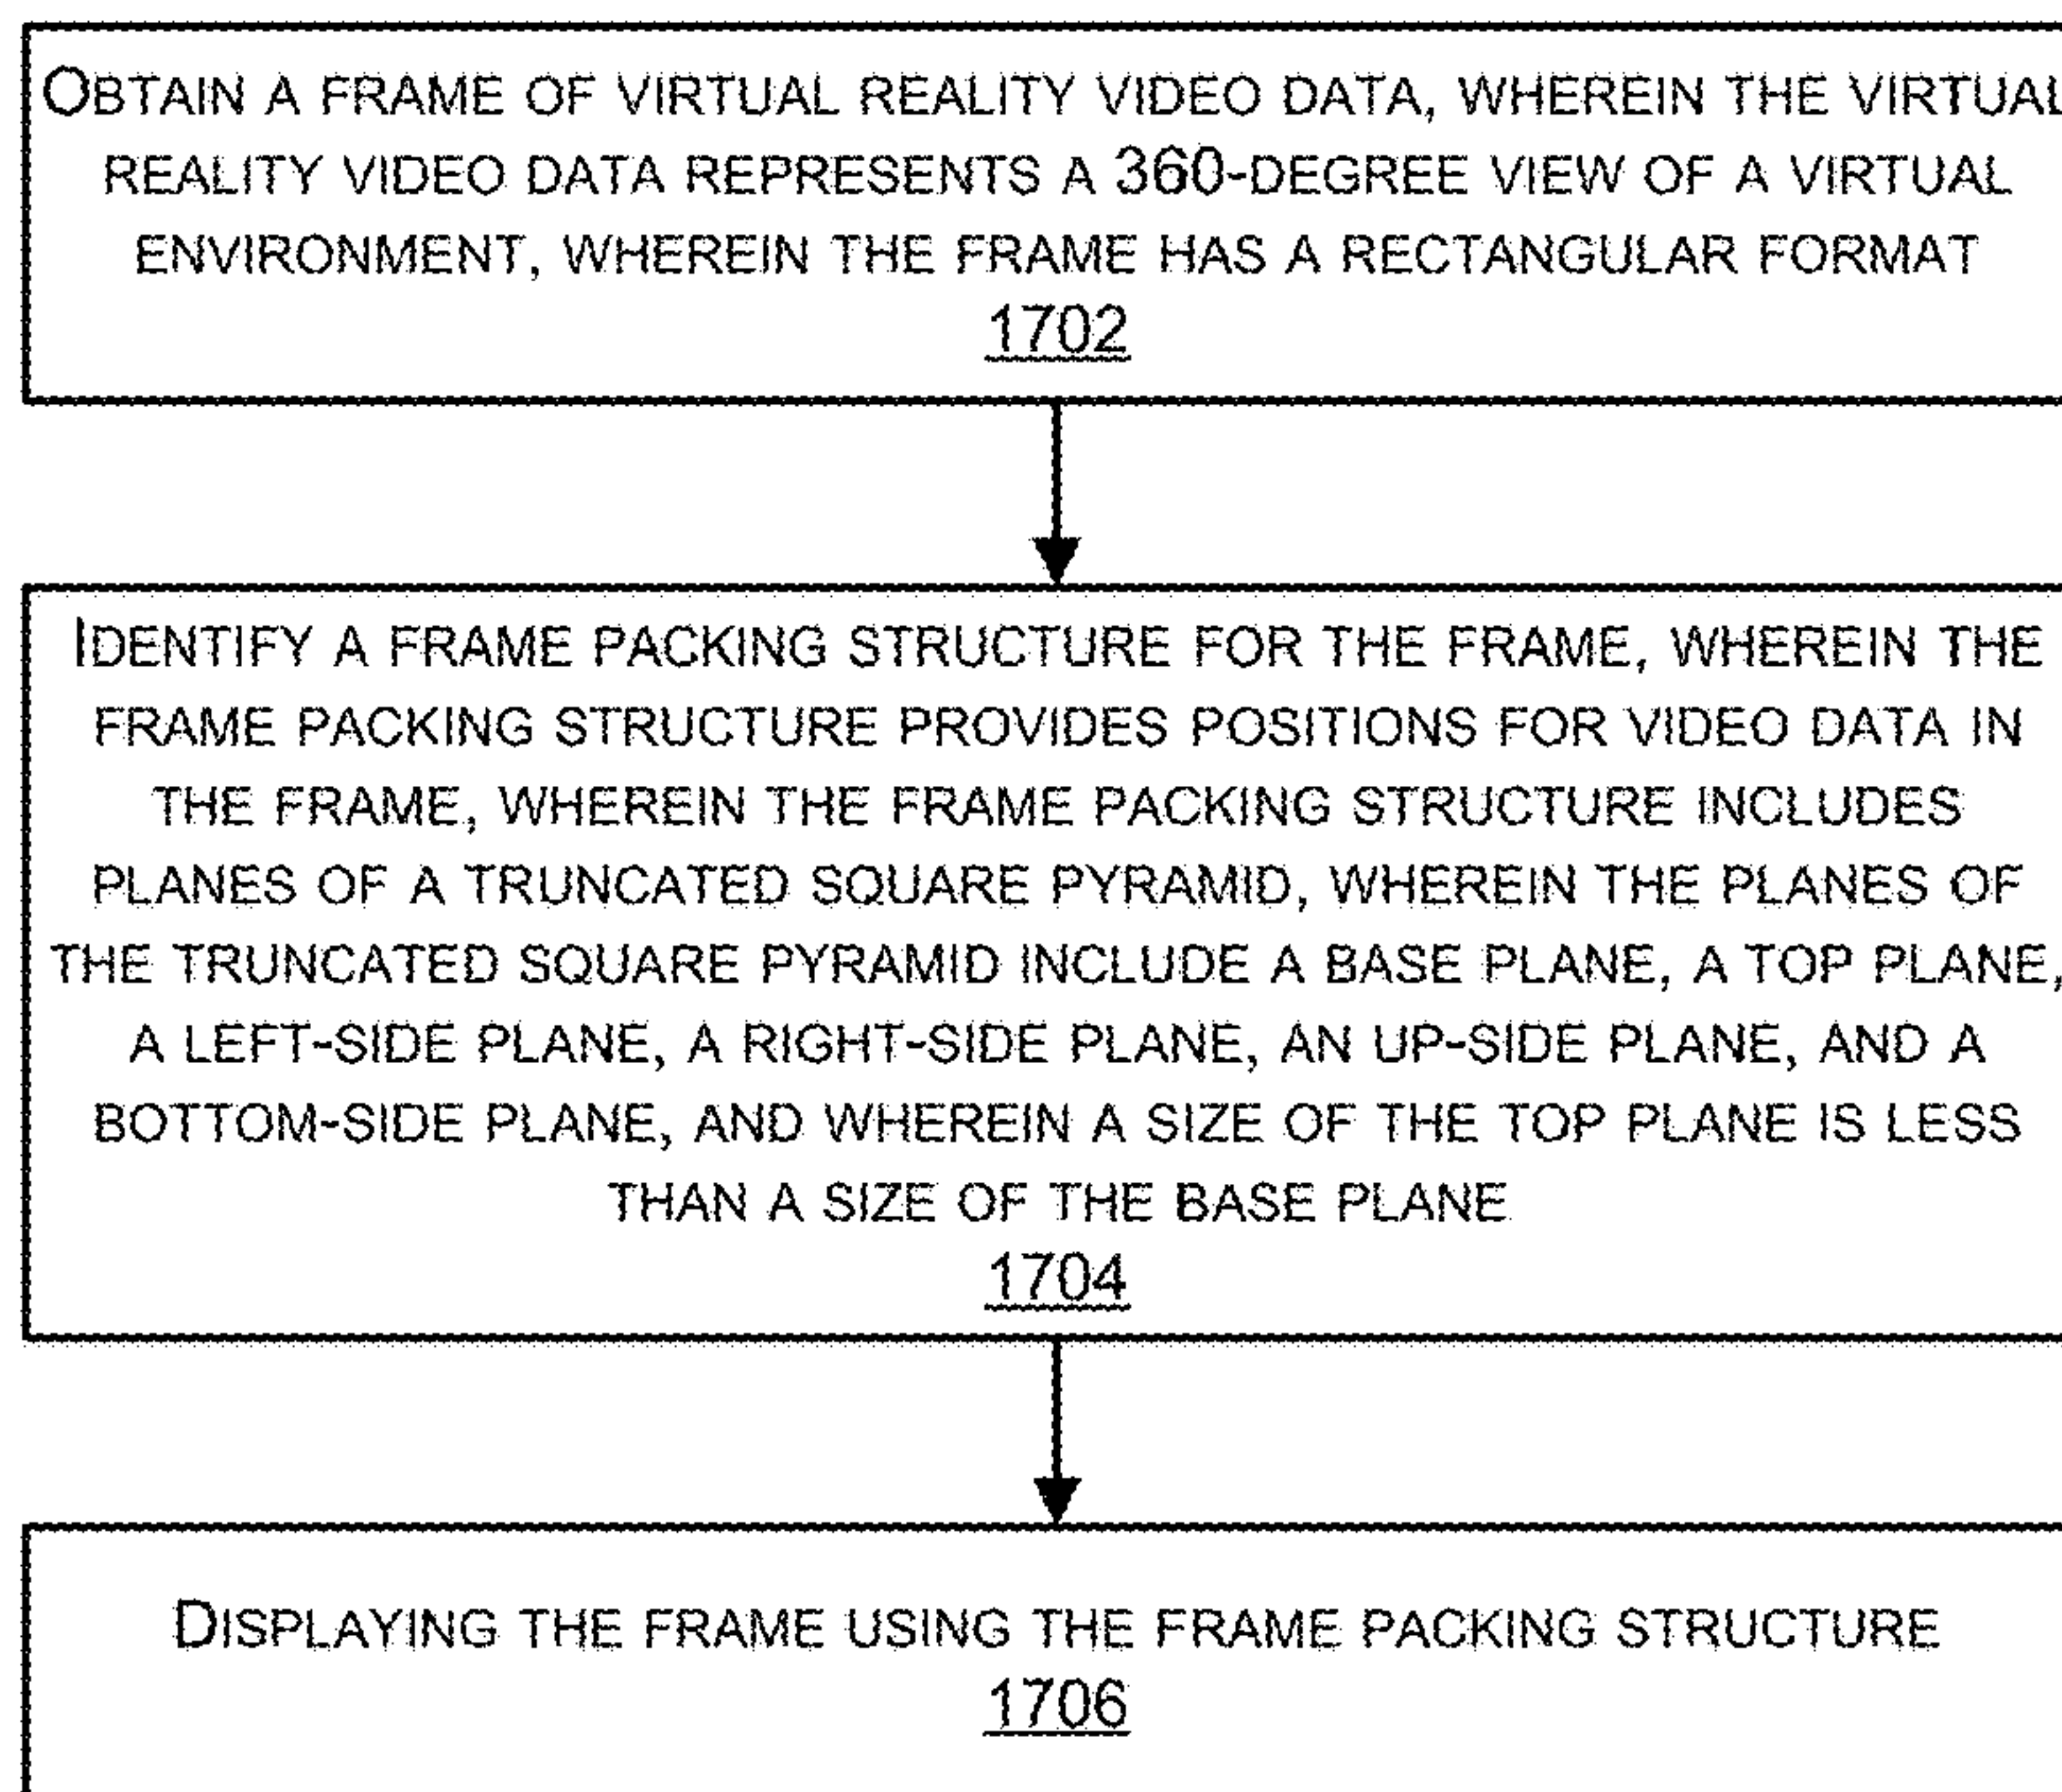 OBTAIN A FRAME OF VIRTUAL REALITY VIDEO DATA, WHEREIN THE VIRTUAL
REALITY VIDEO DATA REPRESENTS A 360-DEGREE VIEW OF A VIRTUAL
ENVIRONMENT, WHEREIN THE FRAME HAS A RECTANGULAR FORMAT
1702
IDENTIFY A FRAME PACKING STRUCTURE FOR THE FRAME, WHEREIN THE
FRAME PACKING STRUCTURE PROVIDES POSITIONS FOR VIDEO DATA IN
THE FRAME, WHEREIN THE FRAME PACKING STRUCTURE INCLUDES
PLANES OF A TRUNCATED SQUARE PYRAMID, WHEREIN THE PLANES OF
THE TRUNCATED SQUARE PYRAMID INCLUDE A BASE PLANE, A TOP PLANE,
A LEFT-SIDE PLANE, A RIGHT-SIDE PLANE, AN UP-SIDE PLANE, AND A
BOTTOM-SIDE PLANE, AND WHEREIN A SIZE OF THE TOP PLANE IS LESS
THAN A SIZE OF THE BASE PLANE
1704
DISPLAYING THE FRAME USING THE FRAME PACKING STRUCTURE
1706